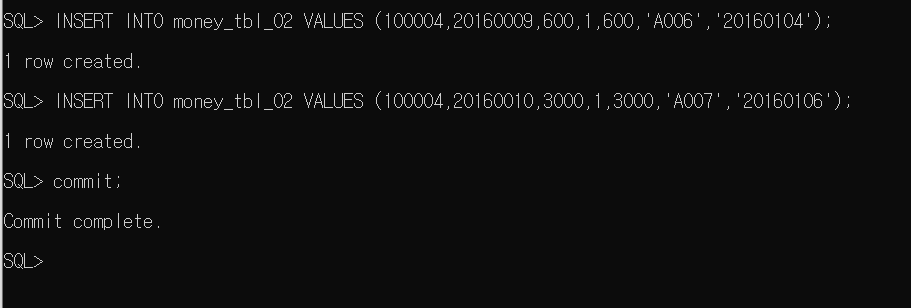 SQL> INSERT INTO money_tbl_02 VALUES (100004,20160009,600,1,600,'A006','20160104');
1 row created.
SQL> INSERT INTO money_tbl_02 VALUES (100004,20160010,3000,1,3000,'A007','20160106');
1 row created.
SQL> commit;
Commit complete.
SQL>